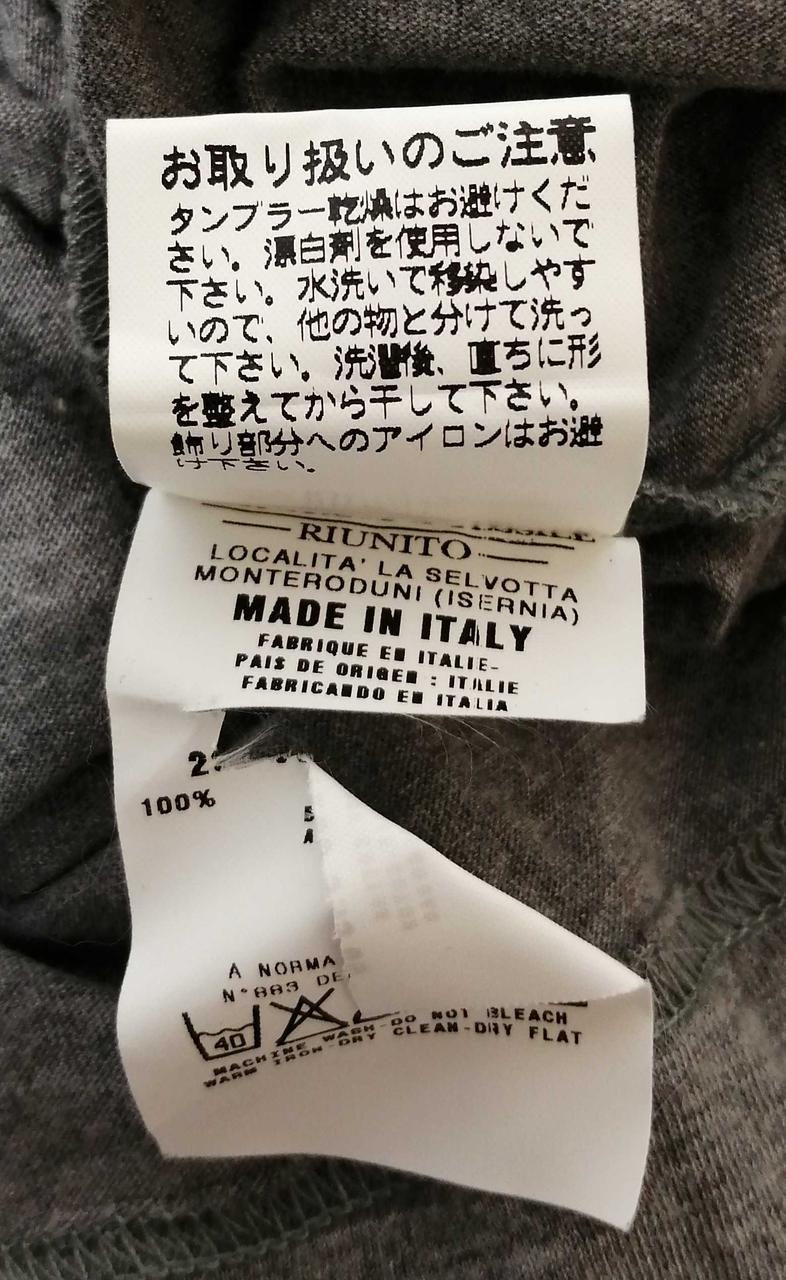 お取り扱いのご注意
タンブラー乾燥はお避けくだ
さい。漂白剤を使用しないで
下さい。水洗いで移染しやす
いので、他の物と分けて洗っ
て下さい。洗濯後、直ちに形
を整えてから干して下さい。
飾り部分へのアイロンはお避
け下さい。
RIUNITO
LOCALITA' LA SELVOTTA
MONTERODUNI (ISERNIA)
MADE IN ITALY
FABRIQUE EN ITALIE-
PAIS DE ORIGEN : ITALIE
FABRICANDO EN ITALIA
100%
A NORMA
N°883 DE
40
MACHINE WASH-DO NOT BLEACH
WARM IRON-DRY CLEAN-DRY FLAT